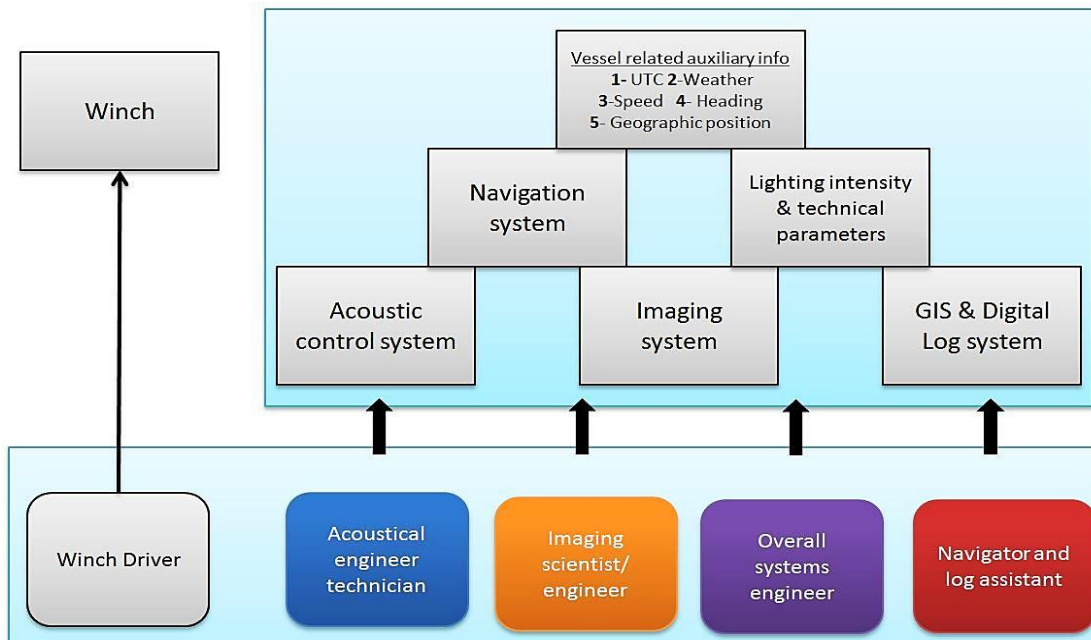 Vessel related auxiliary info
1- UTC 2-Weather
3-Speed 4- Heading
5- Geographic position
Winch
Navigation
system
Lighting intensity
& technical
parameters
Acoustic
control system
Imaging
system
GIS & Digital
Log system
Winch Driver
Acoustical
engineer
technician
Imaging
scientist/
engineer
Overall
systems
engineer
Navigator and
log assistant